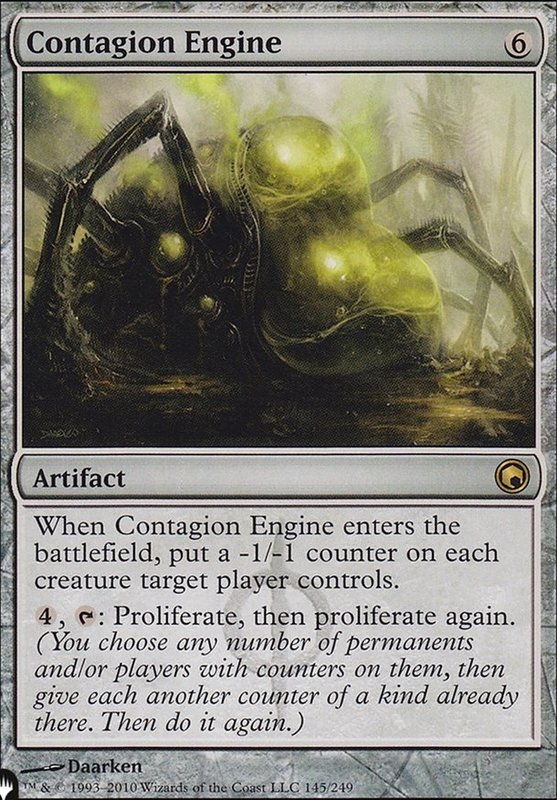 Contagion Engine 6
Artifact
When Contagion Engine enters the
battlefield, put a -1/-1 counter on each
creature target player controls.
4, : Proliferate, then proliferate again.
(You choose any number of permanents
and/or players with counters on them, then
give each another counter of a kind already
there. Then do it again.)
Daarken
™ & © 1993–2010 Wizards of the Coast LLC 145/249